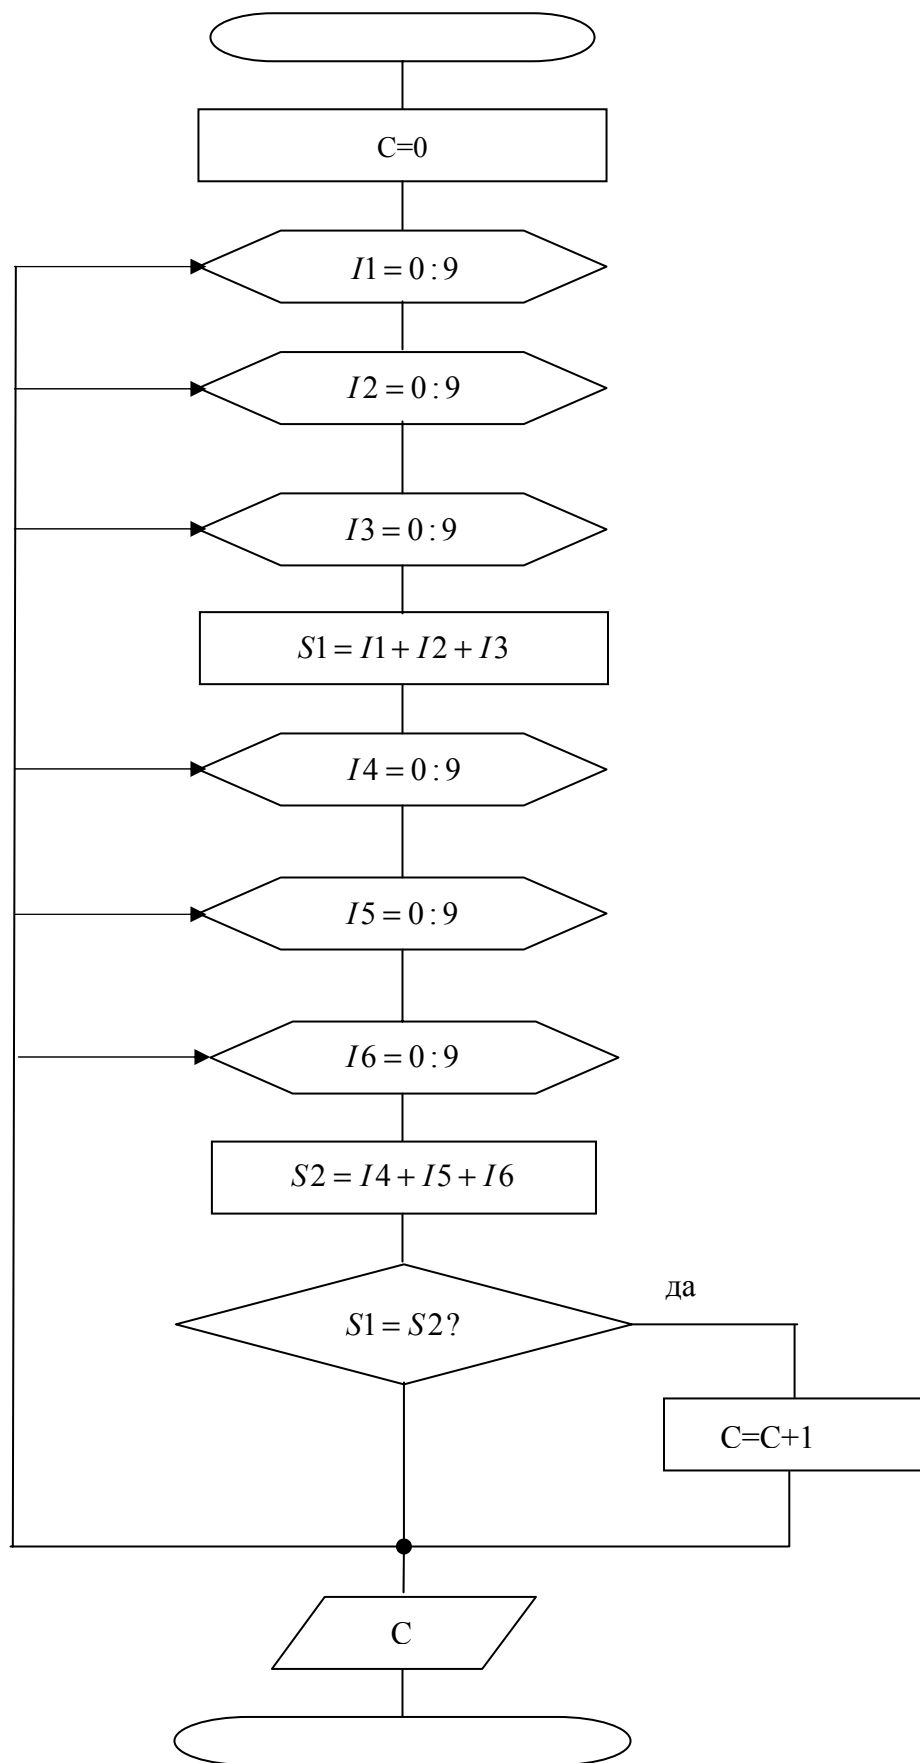 C=0
I1 = 0 : 9
I2 = 0 : 9
I3 = 0 : 9
S1 = I1 + I2 + I3
I4 = 0 : 9
I5 = 0 : 9
I6 = 0 : 9
S2 = I4 + I5 + I6
да
S1 = S2?
C=C+1
C